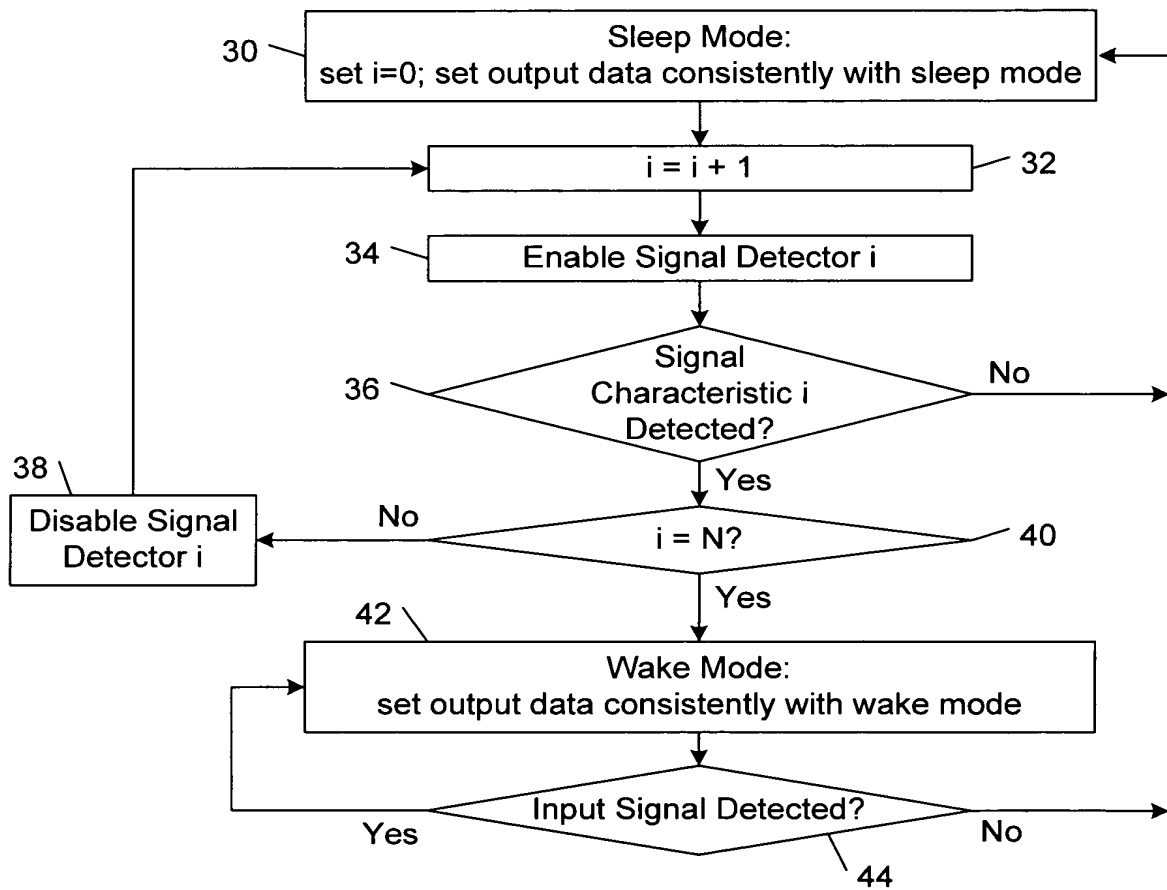 30
Sleep Mode:
set i=0; set output data consistently with sleep mode
i = i + 1
32
34
Enable Signal Detector i
36
Signal
Characteristic i
Detected?
No
Yes
38
Disable Signal
Detector i
No
i = N?
40
Yes
42
Wake Mode:
set output data consistently with wake mode
Input Signal Detected?
Yes
No
44